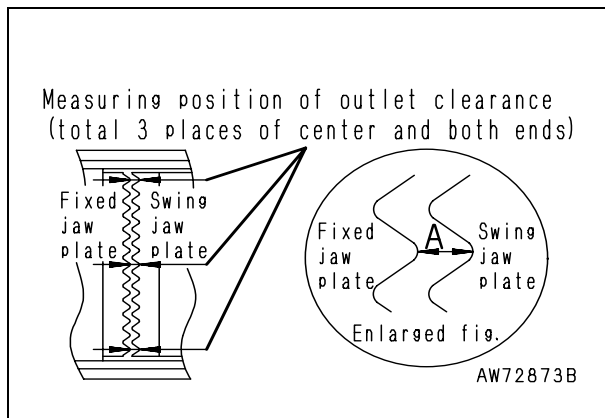 Measuring position of outlet clearance
(total 3 places of center and both ends)
Fixed
jaw
plate
Swing
jaw
plate
Fixed
jaw
plate
A
Swing
jaw
plate
Enlarged fig.
AW72873B